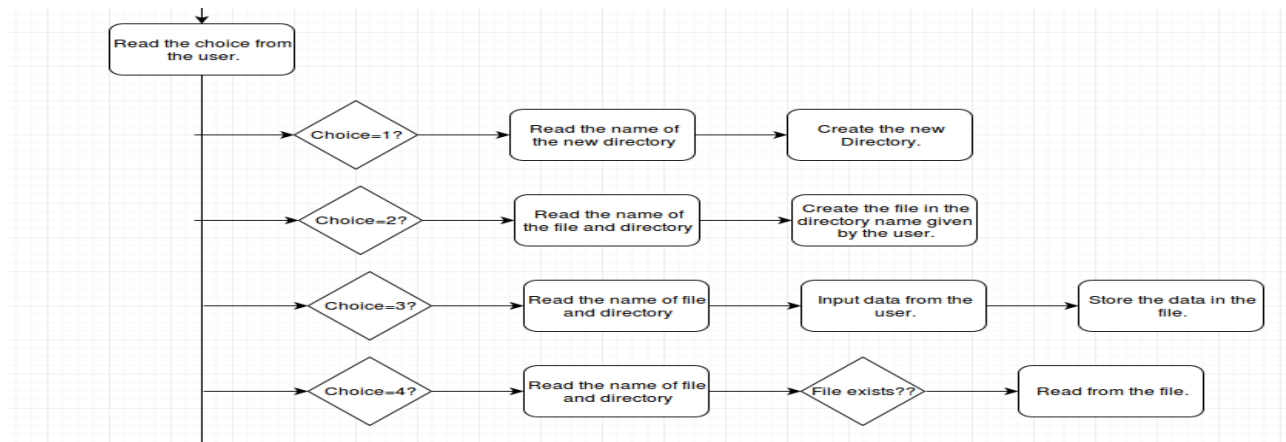 Read the choice from
the user.
Choice=1?
Read the name of
the new directory
Create the new
Directory.
Choice=2?
Read the name of
the file and directory
Create the file in the
directory name given
by the user.
Choice=3?
Read the name of file
and directory
Input data from the
user.
Store the data in the
file.
Choice=4?
Read the name of file
and directory
File exists??
Read from the file.